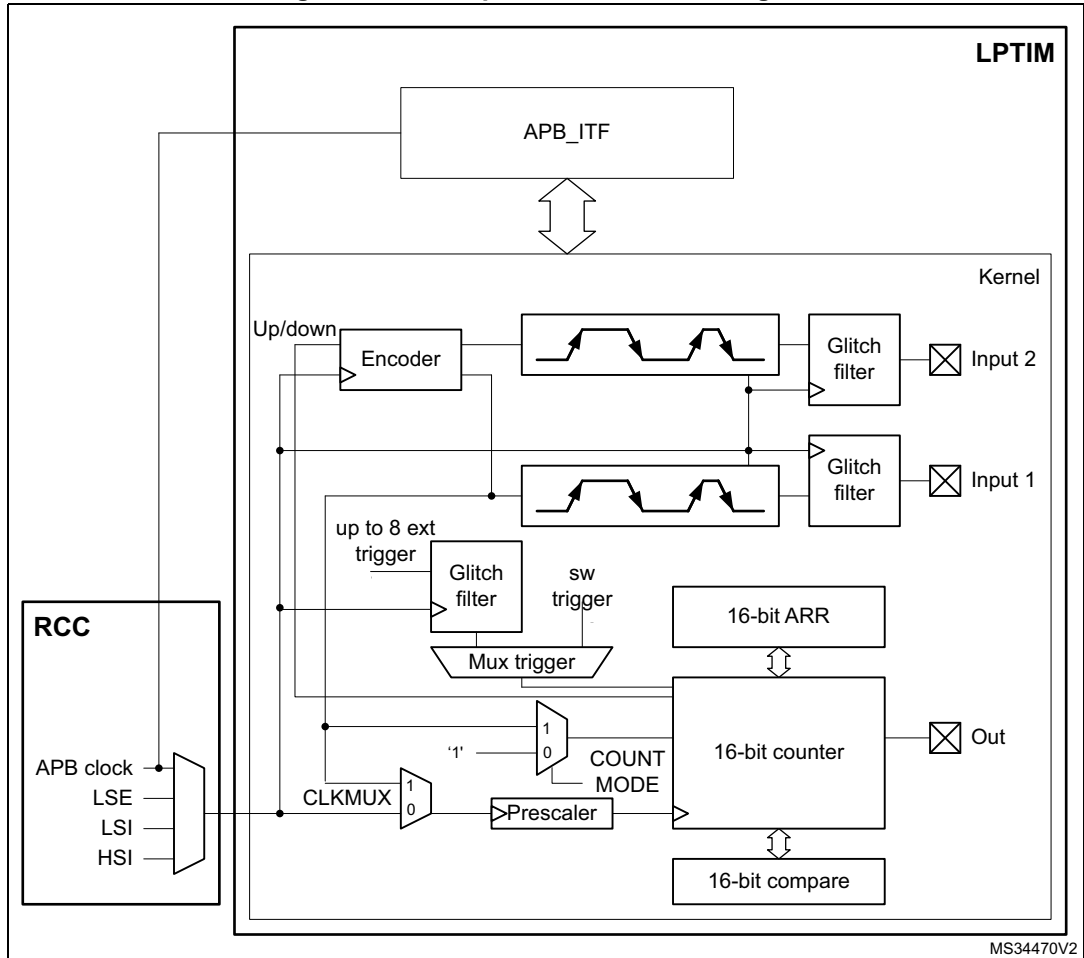 LPTIM
APB_ITF
Kernel
Up/down
Encoder
Glitch
filter
Input 2
Glitch
filter
Input 1
up to 8 ext
trigger
Glitch
filter
sw
trigger
Mux trigger
16-bit ARR
RCC
16-bit counter
Out
1
0
'1'
COUNT
MODE
APB clock
LSE
LSI
HSI
CLKMUX
1
0
Prescaler
16-bit compare
MS34470V2